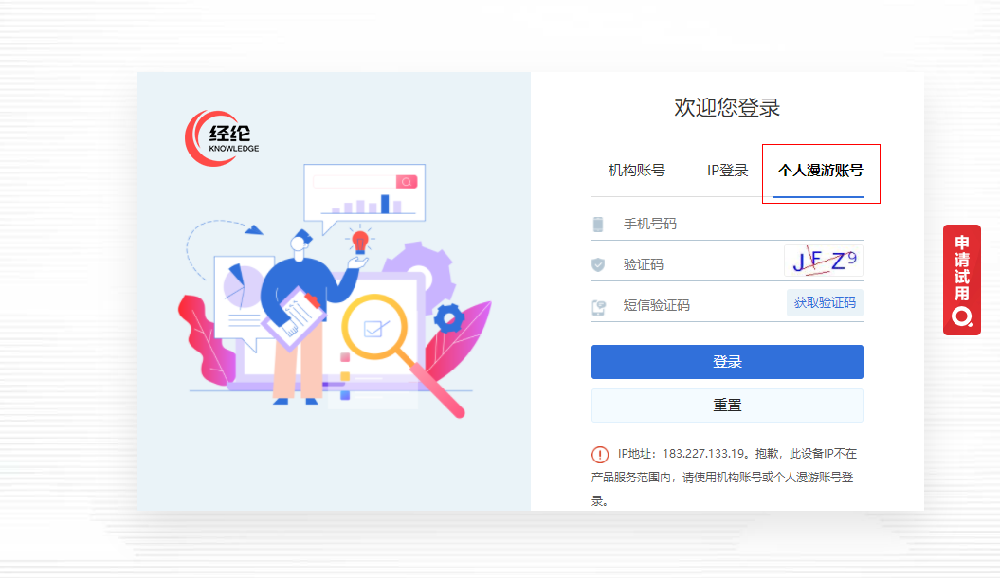 欢迎您登录
经纶
KNOWLEDGE
机构账号
IP登录
个人漫游账号
手机号码
验证码
JFZ9
短信验证码
获取验证码
登录
重置
IP地址：183.227.133.19。抱歉，此设备IP不在
产品服务范围内，请使用机构账号或个人漫游账号登
录。
申请试用